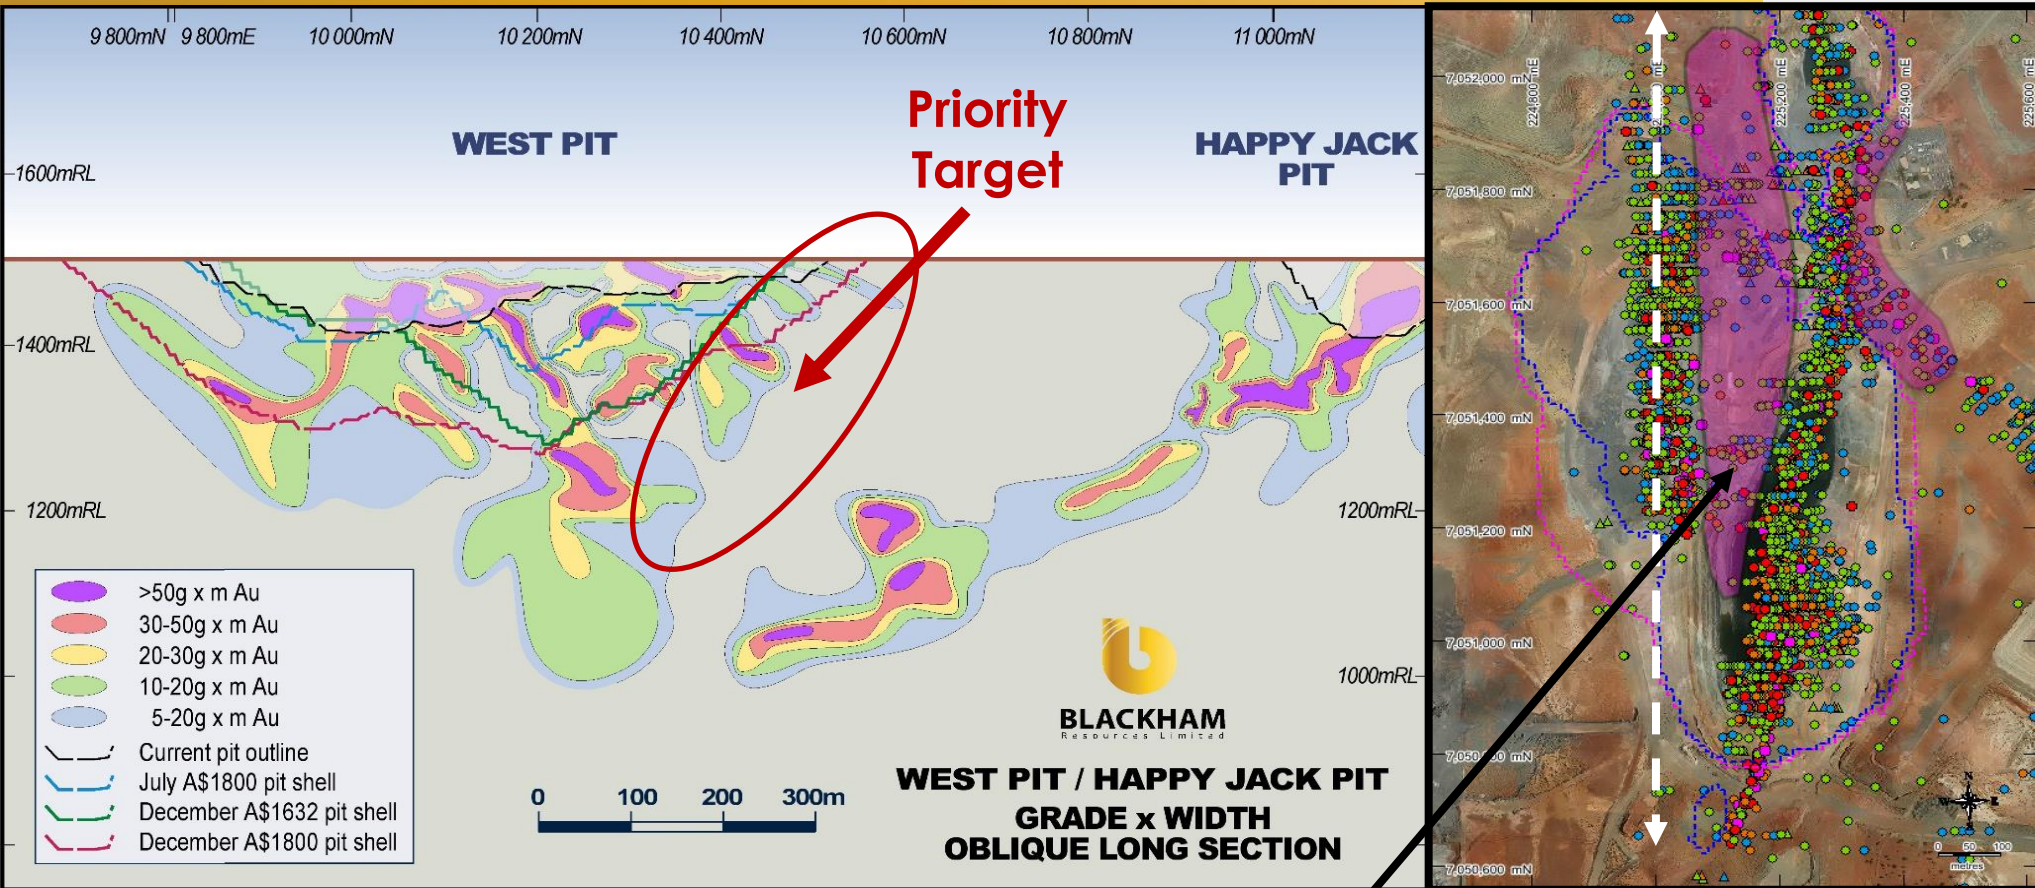 9 800mN 9 800mE 10 000mN 10 200mN 10 400mN 10 600mN 10 800mN 11 000mN
Priority
Target
WEST PIT
HAPPY JACK
PIT
1600mRL
1400mRL
1200mRL
1200mRL
1000mRL
>50g x m Au
30-50g x m Au
20-30g x m Au
10-20g x m Au
5-20g x m Au
Current pit outline
July A$1800 pit shell
December A$1632 pit shell
December A$1800 pit shell
0 100 200 300m
BLACKHAM
Resources Limited
WEST PIT / HAPPY JACK PIT
GRADE x WIDTH
OBLIQUE LONG SECTION
224,800 mE
225,200 mE
225,400 mE
225,600 mE
7,052,000 mN
7,051,800 mN
7,051,600 mN
7,051,400 mN
7,051,200 mN
7,051,000 mN
7,050,600 mN
N
W E
0 50 100
metres